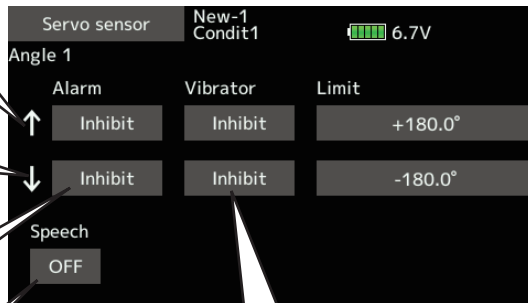 Servo sensor
New-1
Condit1
6.7V
Angle 1
Alarm Vibrator Limit
↑ Inhibit Inhibit +180.0°
↓ Inhibit Inhibit -180.0°
Speech
OFF